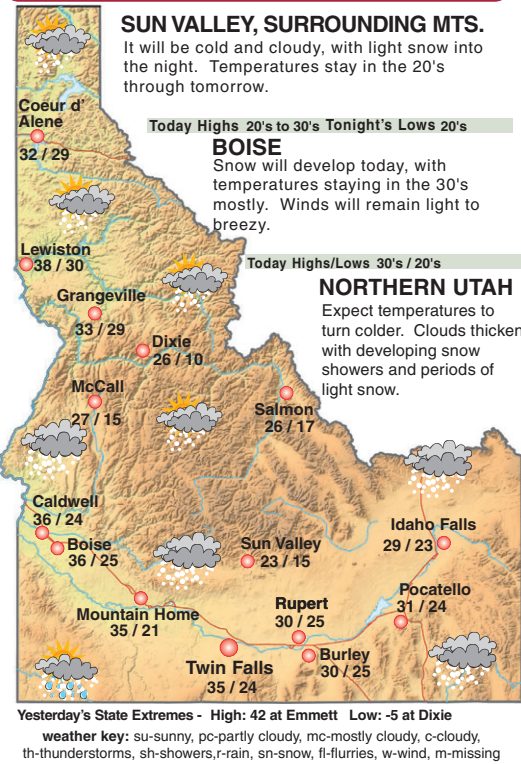 SUN VALLEY, SURROUNDING MTS.
It will be cold and cloudy, with light snow into
the night. Temperatures stay in the 20's
through tomorrow.
Today Highs 20's to 30's Tonight's Lows 20's
BOISE
Snow will develop today, with
temperatures staying in the 30's
mostly. Winds will remain light to
breezy.
Today Highs/Lows 30's / 20's
NORTHERN UTAH
Expect temperatures to
turn colder. Clouds thicken
with developing snow
showers and periods of
light snow.
Coeur d'
Alene
32 / 29
Lewiston
38 / 30
Grangeville
33 / 29
Dixie
26 / 10
McCall
27 / 15
Salmon
26 / 17
Caldwell
36 / 24
Boise
36 / 25
Sun Valley
23 / 15
Idaho Falls
29 / 23
Mountain Home
35 / 21
Rupert
30 / 25
Pocatello
31 / 24
Twin Falls
35 / 24
Burley
30 / 25
Yesterday's State Extremes - High: 42 at Emmett Low: -5 at Dixie
weather key: su-sunny, pc-partly cloudy, mc-mostly cloudy, c-cloudy,
th-thunderstorms, sh-showers,r-rain, sn-snow, fl-flurries, w-wind, m-missing